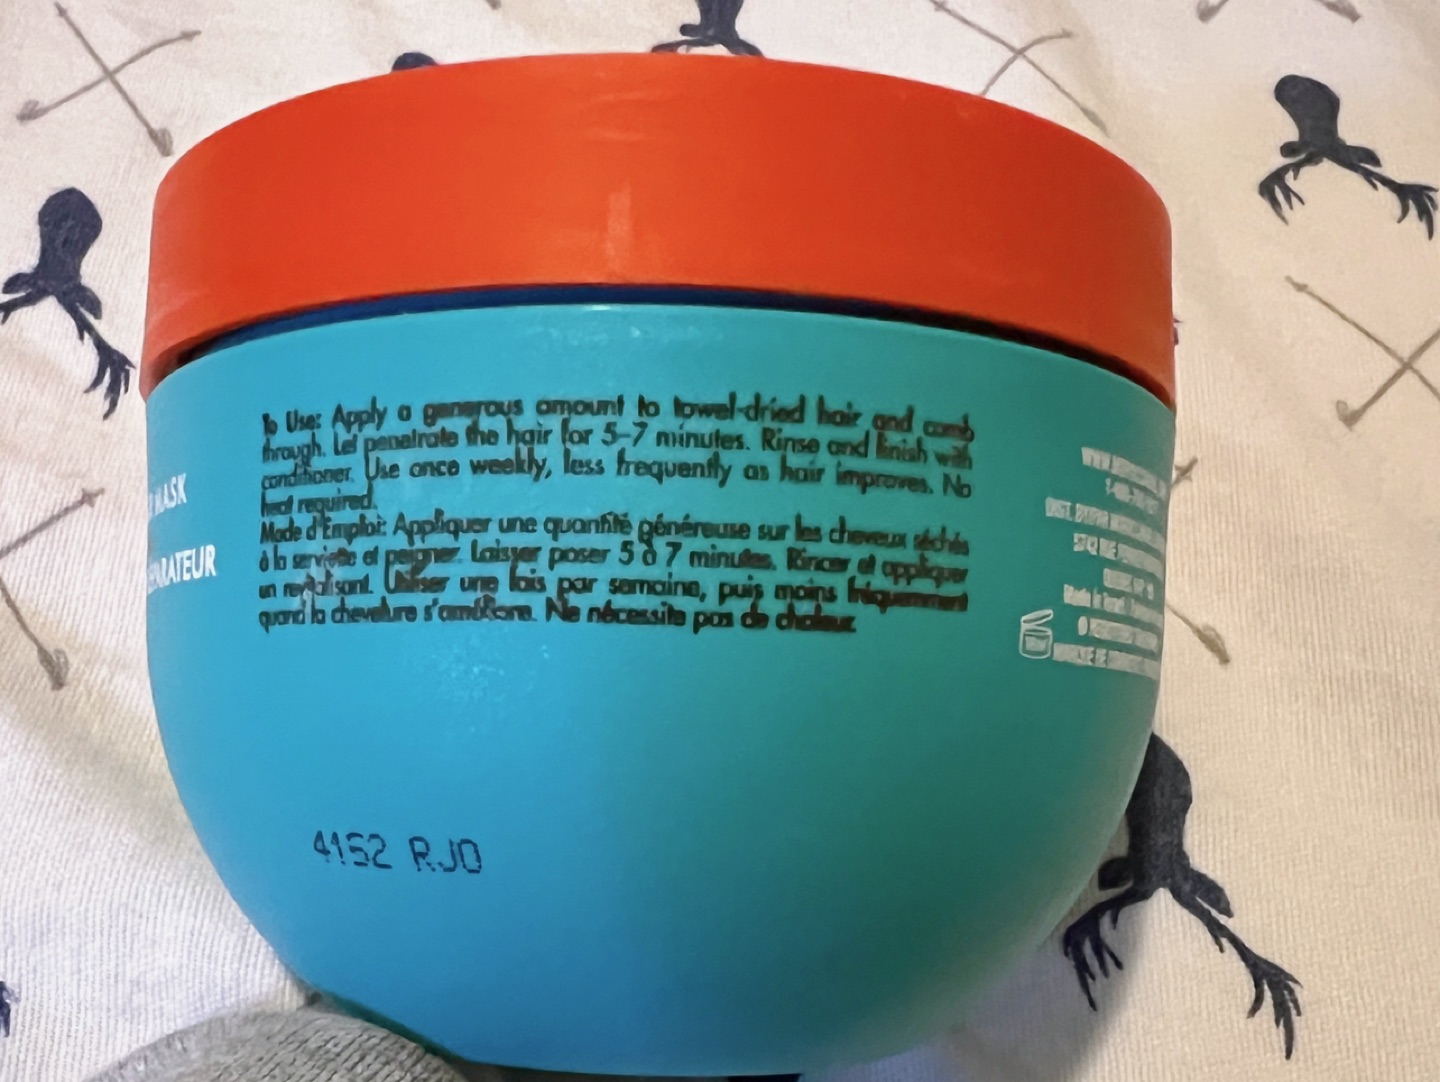 To Use: Apply a generous amount to towel-dried hair and comb
through. Let penetrate the hair for 5-7 minutes. Rinse and finish with
conditioner. Use once weekly, less frequently as hair improves. No
heat required.
Mode d'Emploi: Appliquer une quantité généreuse sur les cheveux séchés
à la serviette et peigner. Laisser poser 5 à 7 minutes. Rincer et appliquer
un revitalisant. Utiliser une fois par semaine, puis moins fréquemment
quand la chevelure s'améliore. Ne nécessite pas de chaleur.
MASK
4152 RJO